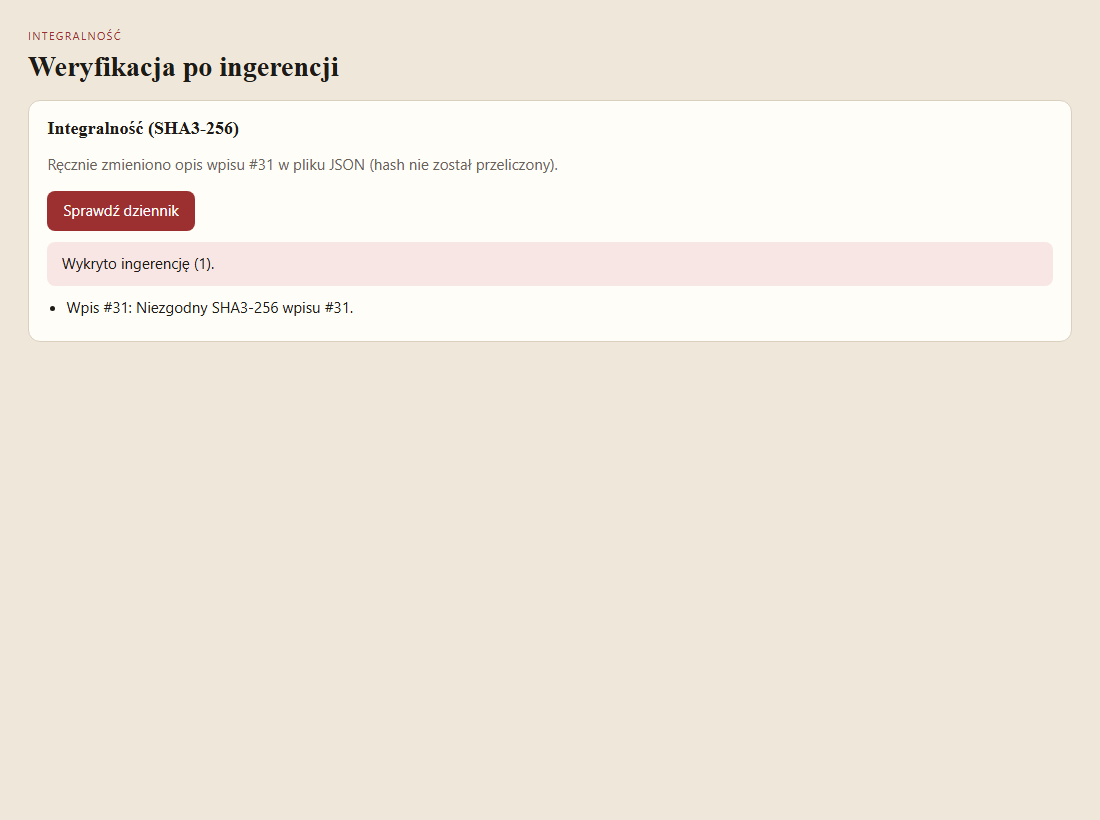 INTEGRALNOŚĆ
Weryfikacja po ingerencji
Integralność (SHA3-256)
Ręcznie zmieniono opis wpisu #31 w pliku JSON (hash nie został przeliczony).
Sprawdź dziennik
Wykryto ingerencję (1).
• Wpis #31: Niezgodny SHA3-256 wpisu #31.